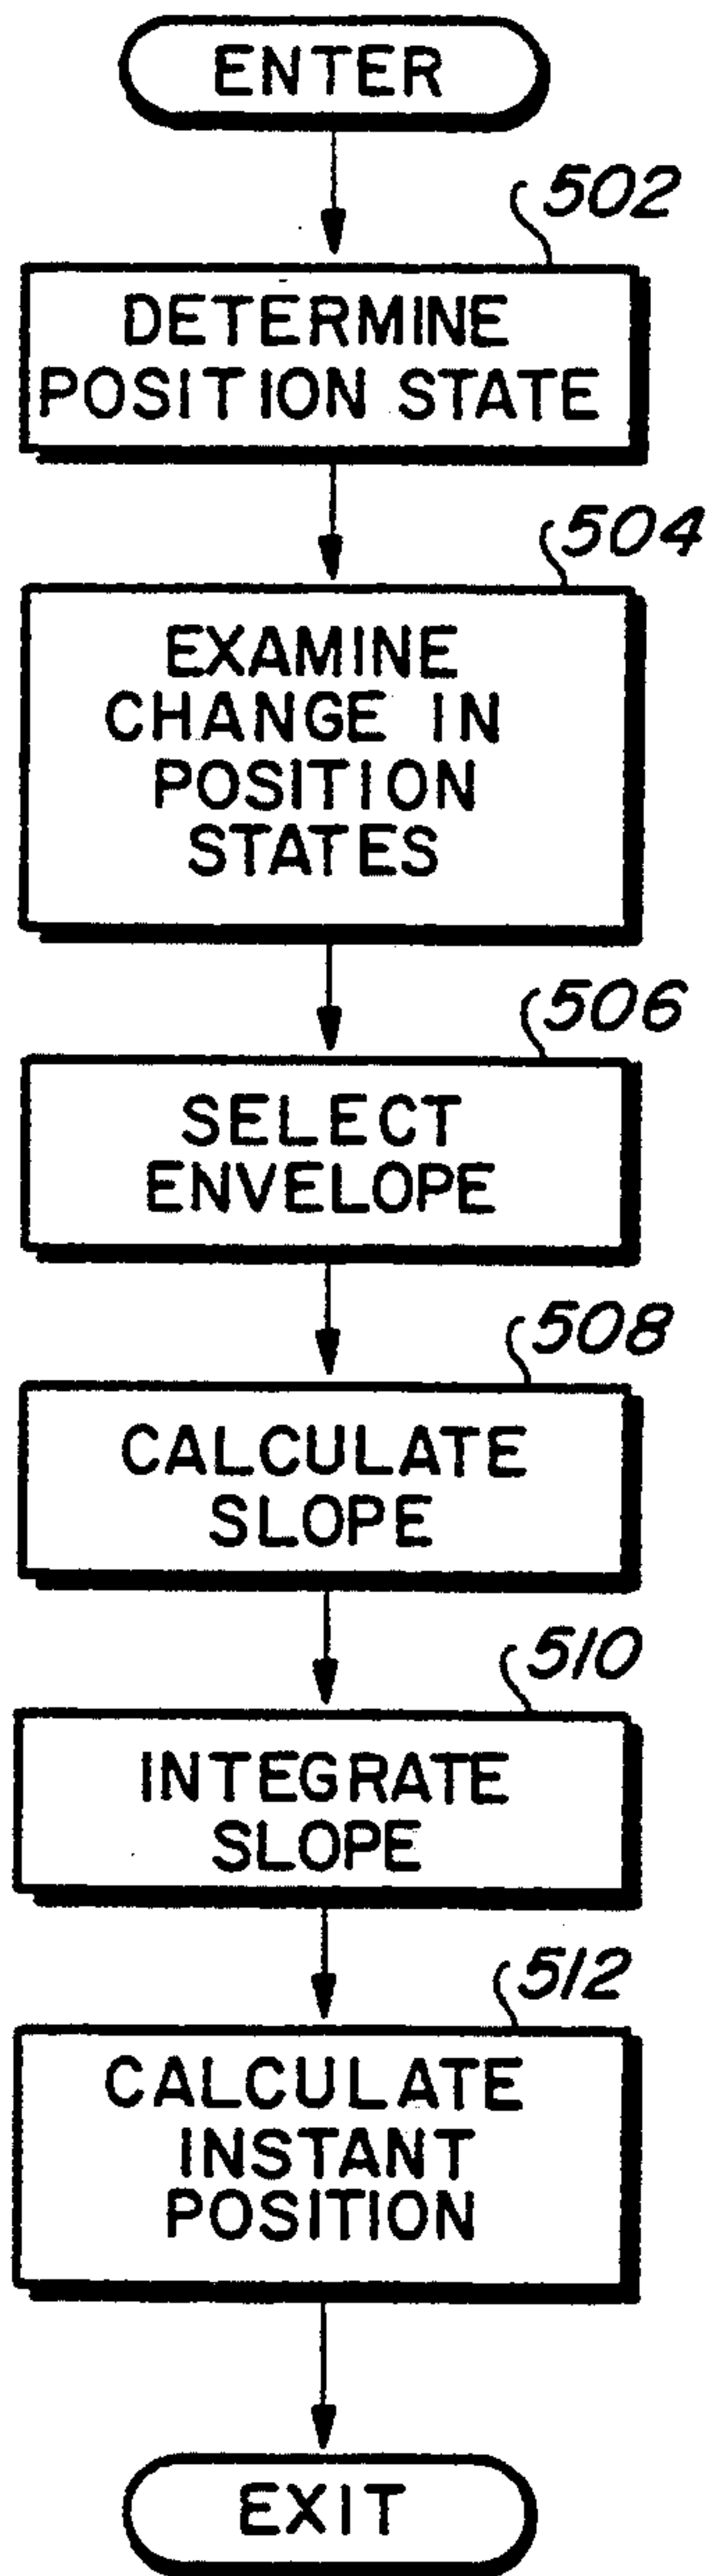 ENTER
502
DETERMINE
POSITION STATE
504
EXAMINE
CHANGE IN
POSITION
STATES
506
SELECT
ENVELOPE
508
CALCULATE
SLOPE
510
INTEGRATE
SLOPE
512
CALCULATE
INSTANT
POSITION
EXIT